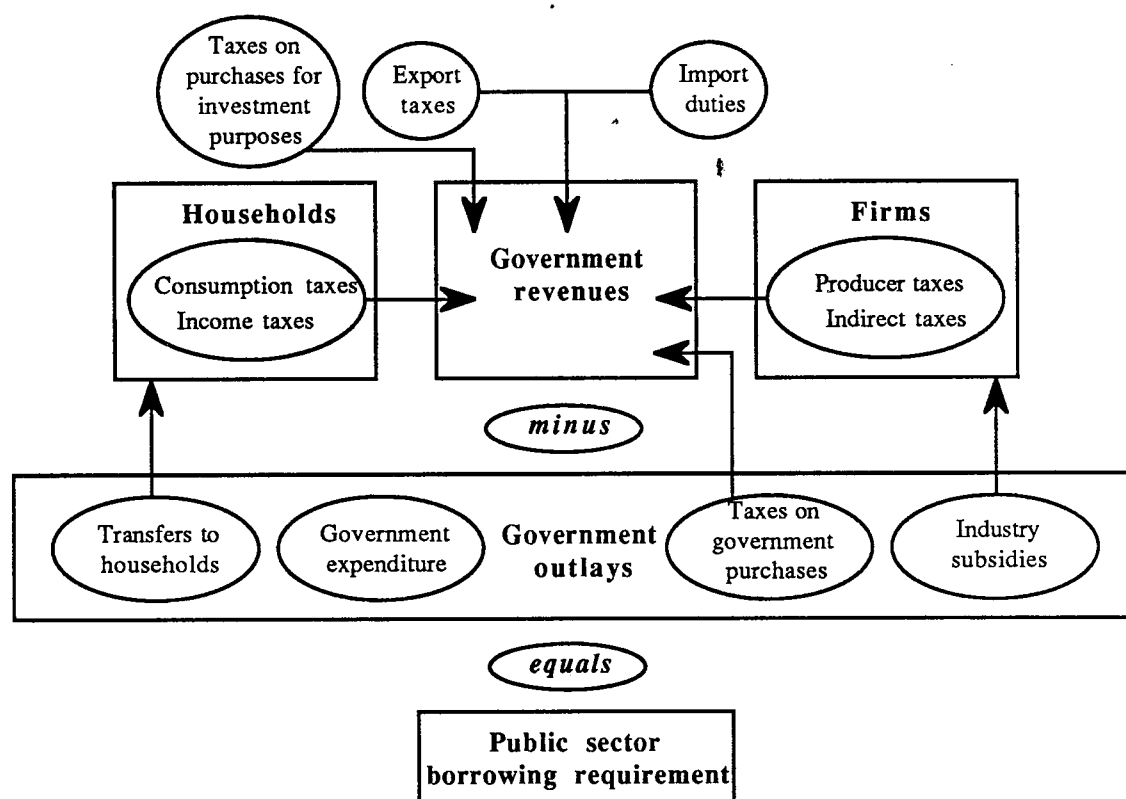 Taxes on
purchases for
investment
purposes
Export
taxes
Import
duties
Households
Consumption taxes
Income taxes
Government
revenues
Firms
Producer taxes
Indirect taxes
minus
Transfers to
households
Government
expenditure
Government
outlays
Taxes on
government
purchases
Industry
subsidies
equals
Public sector
borrowing requirement